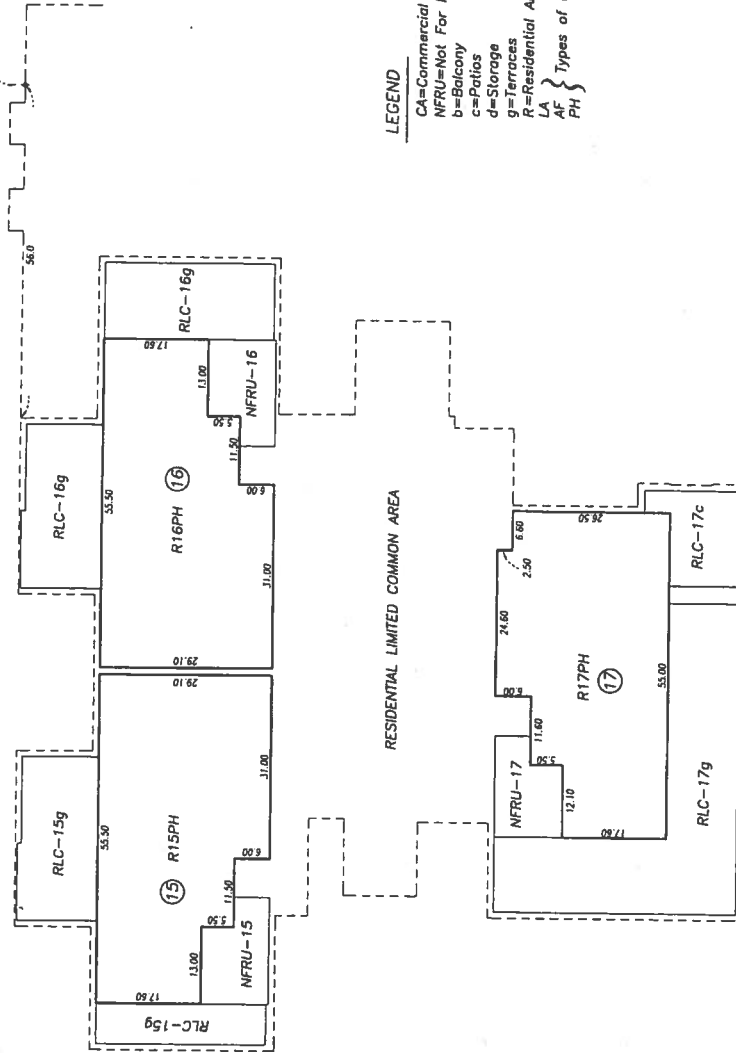 56.0
LEGEND
CA=Commercial
NFRU=Not For
b=Balcony
c=Patios
d=Storage
g=Terraces
R=Residential
LA
AF
PH
Types of
RLC-15g
RLC-16g
55.50
55.50
17.60
RLC-16g
R15PH
15
29.10
29.10
R16PH
16
13.00
NFRU-16
5.50
11.50
6.00
31.00
17.60
RLC-15g
13.00
NFRU-15
5.50
11.50
6.00
31.00
RESIDENTIAL LIMITED COMMON AREA
NFRU-17
6.00
24.60
2.50
6.60
11.60
5.50
12.10
17.60
R17PH
17
26.50
55.00
RLC-17g
RLC-17c